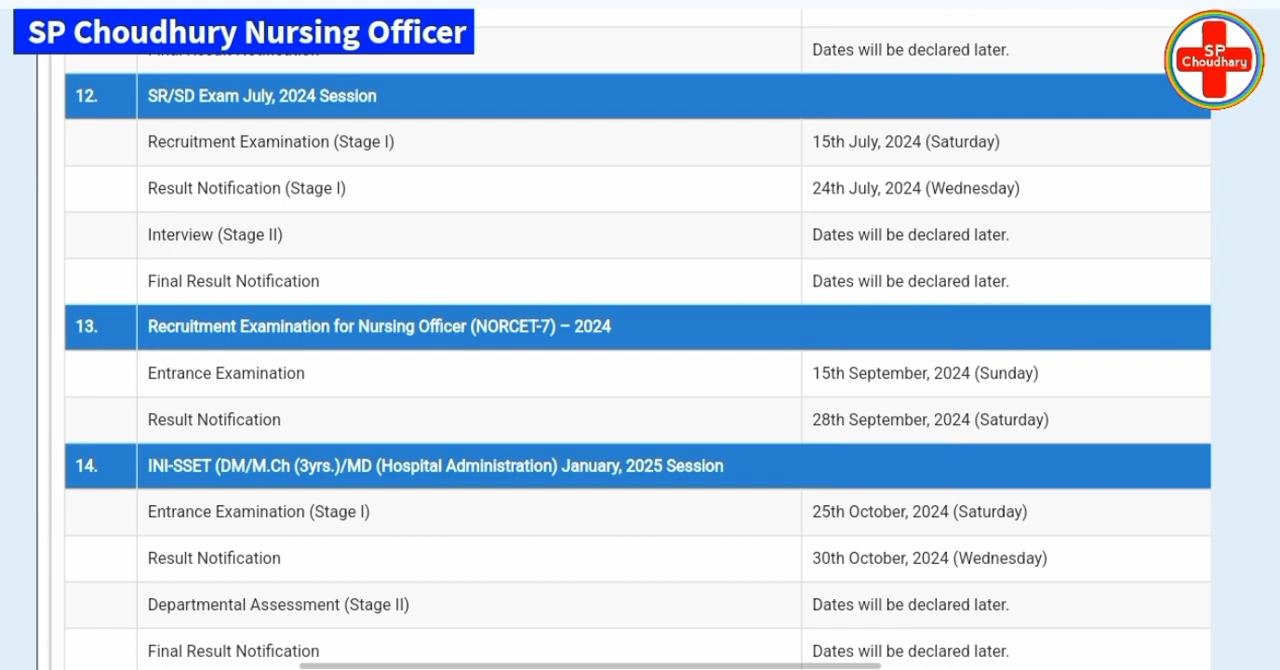 SP Choudhury Nursing Officer
SP
Choudhary
Final Result Notification Dates will be declared later.
12. SR/SD Exam July, 2024 Session
Recruitment Examination (Stage I) 15th July, 2024 (Saturday)
Result Notification (Stage I) 24th July, 2024 (Wednesday)
Interview (Stage II) Dates will be declared later.
Final Result Notification Dates will be declared later.
13. Recruitment Examination for Nursing Officer (NORCET-7) – 2024
Entrance Examination 15th September, 2024 (Sunday)
Result Notification 28th September, 2024 (Saturday)
14. INI-SSET (DM/M.Ch (3yrs.)/MD (Hospital Administration) January, 2025 Session
Entrance Examination (Stage I) 25th October, 2024 (Saturday)
Result Notification 30th October, 2024 (Wednesday)
Departmental Assessment (Stage II) Dates will be declared later.
Final Result Notification Dates will be declared later.